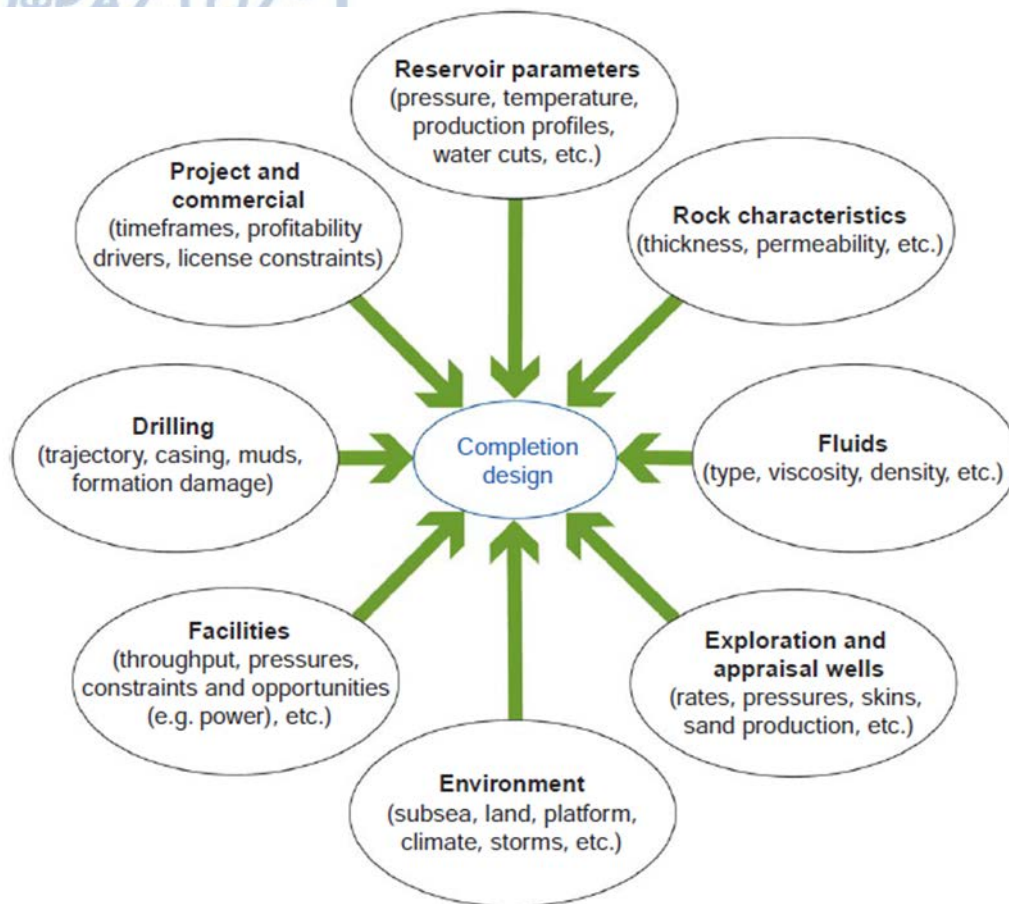 Reservoir parameters
(pressure, temperature,
production profiles,
water cuts, etc.)
Project and
commercial
(timeframes, profitability
drivers, license constraints)
Rock characteristics
(thickness, permeability, etc.)
Drilling
(trajectory, casing, muds,
formation damage)
Completion
design
Fluids
(type, viscosity, density, etc.)
Facilities
(throughput, pressures,
constraints and opportunities
(e.g. power), etc.)
Exploration and
appraisal wells
(rates, pressures, skins,
sand production, etc.)
Environment
(subsea, land, platform,
climate, storms, etc.)